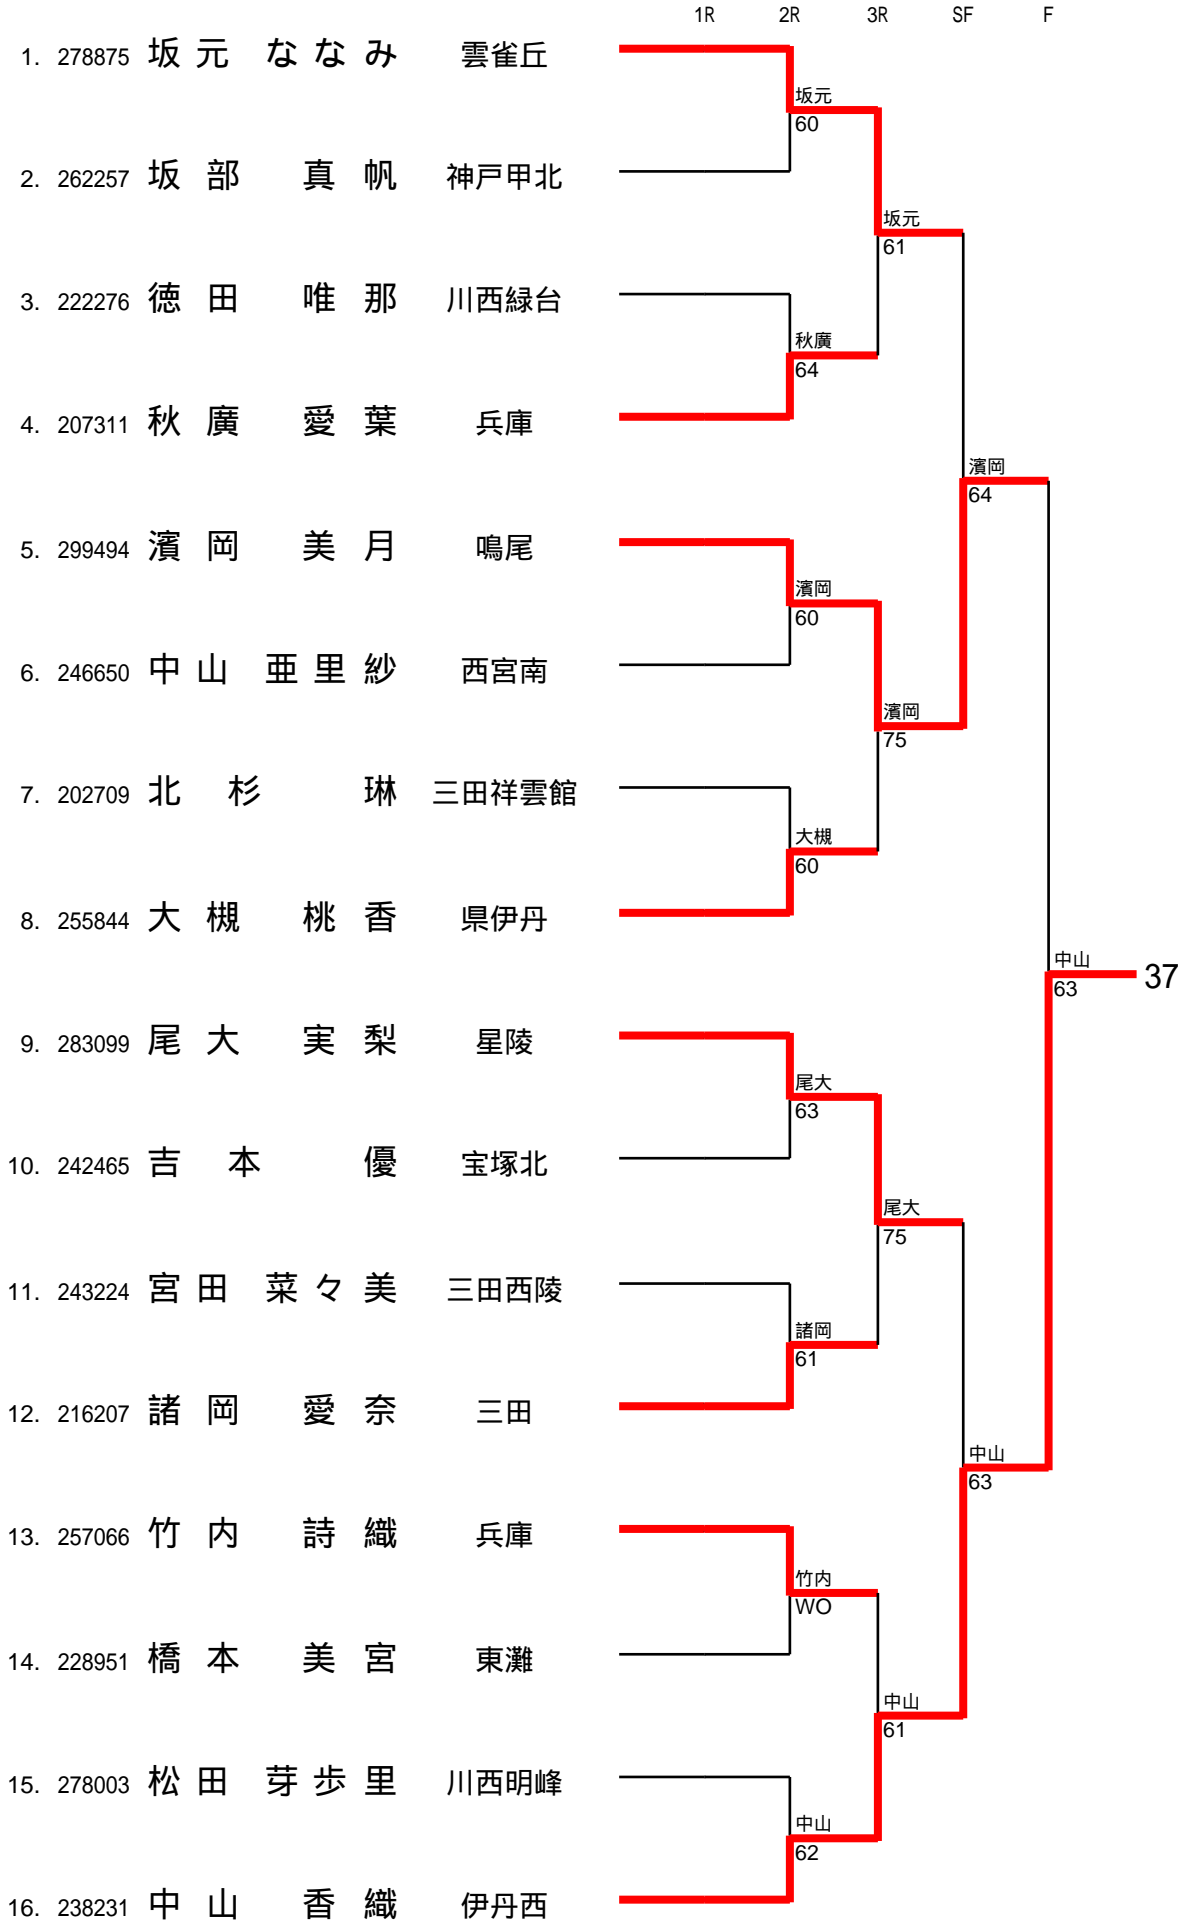 1R 2R 3R SF F
1. 278875 坂元 ななみ 雲雀丘
坂元
60
2. 262257 坂部 真帆 神戸甲北
坂元
61
3. 222276 徳田 唯那 川西緑台
秋廣
64
4. 207311 秋廣 愛葉 兵庫
濱岡
64
5. 299494 濱岡 美月 鳴尾
濱岡
60
6. 246650 中山 亜里紗 西宮南
濱岡
75
7. 202709 北杉 琳 三田祥雲館
大槻
60
8. 255844 大槻 桃香 県伊丹
中山
63
37
9. 283099 尾大 実梨 星陵
尾大
63
10. 242465 吉本 優 宝塚北
尾大
75
11. 243224 宮田 菜々美 三田西陵
諸岡
61
12. 216207 諸岡 愛奈 三田
中山
63
13. 257066 竹内 詩織 兵庫
竹内
WO
14. 228951 橋本 美宮 東灘
中山
61
15. 278003 松田 芽歩里 川西明峰
中山
62
16. 238231 中山 香織 伊丹西